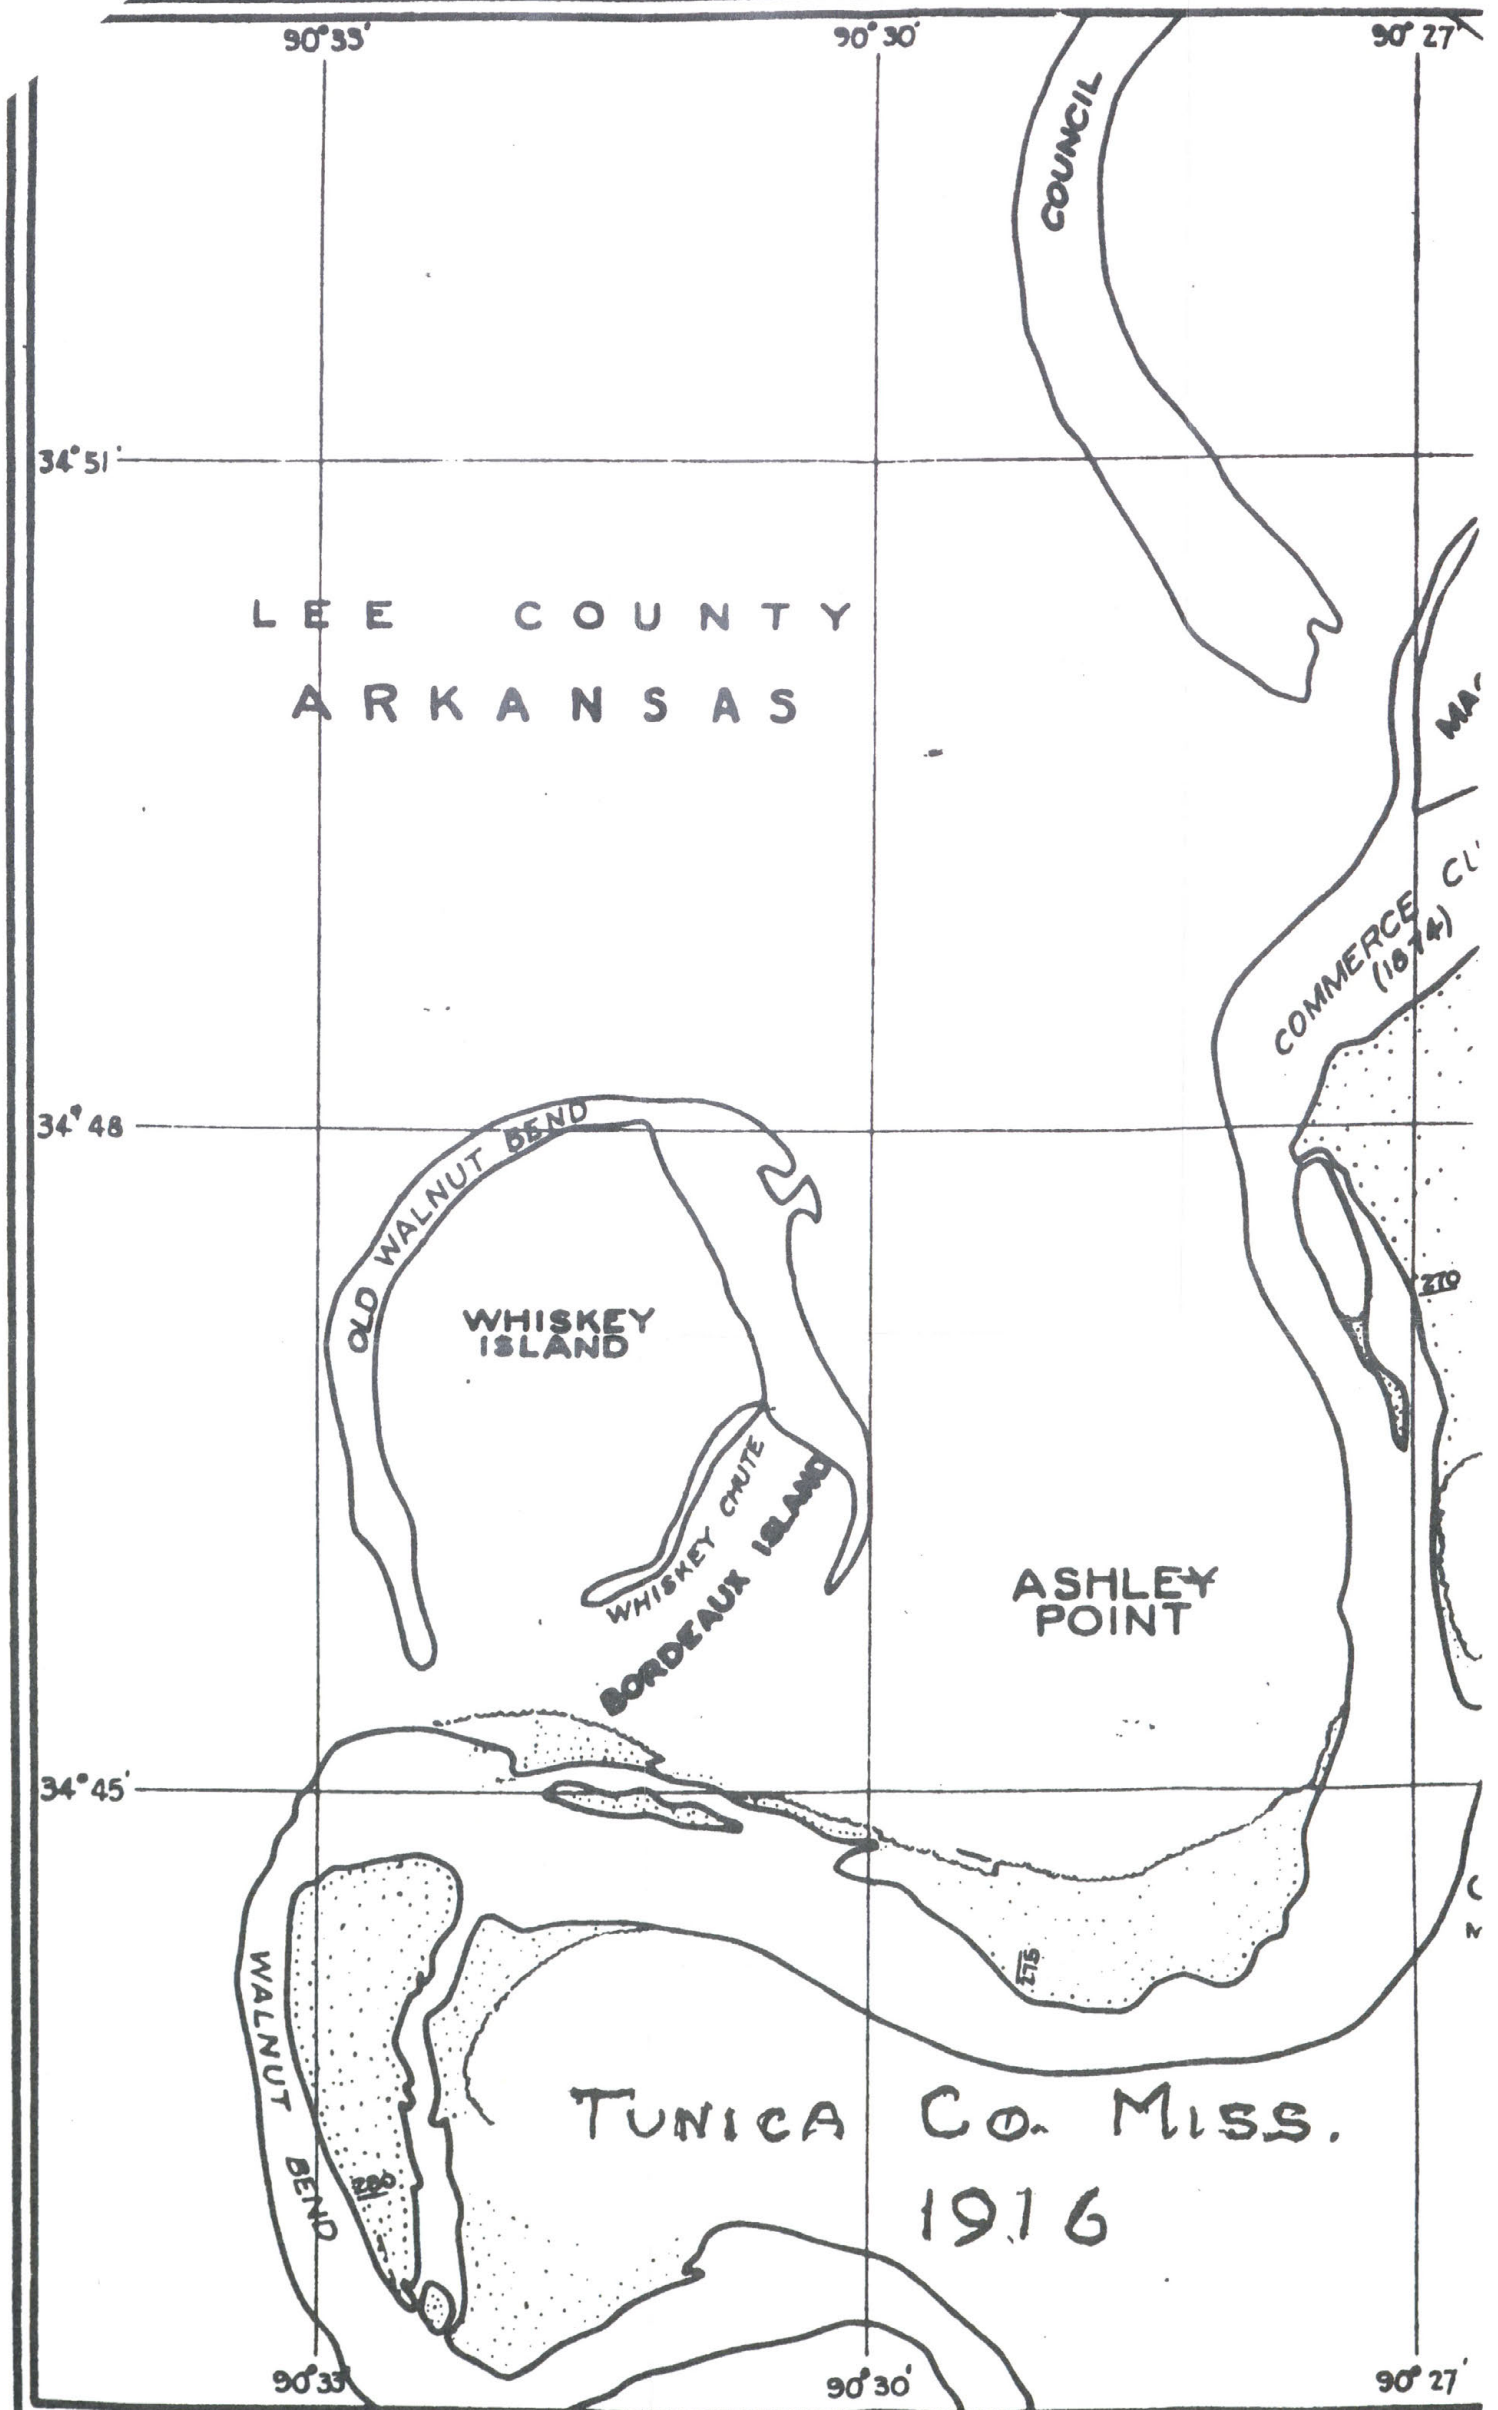 90°33'
90°30'
90°27'
COUNCIL
34°51'
LEE COUNTY
ARKANSAS
COMMERCE
34°48'
OLD WALNUT BEND
270
WHISKEY
ISLAND
WHISKEY CHUTE
BORDEAUX ISLAND
ASHLEY
POINT
34°45'
275
WALNUT BEND
TUNICA CO. MISS.
280
1916
90°33'
90°30'
90°27'